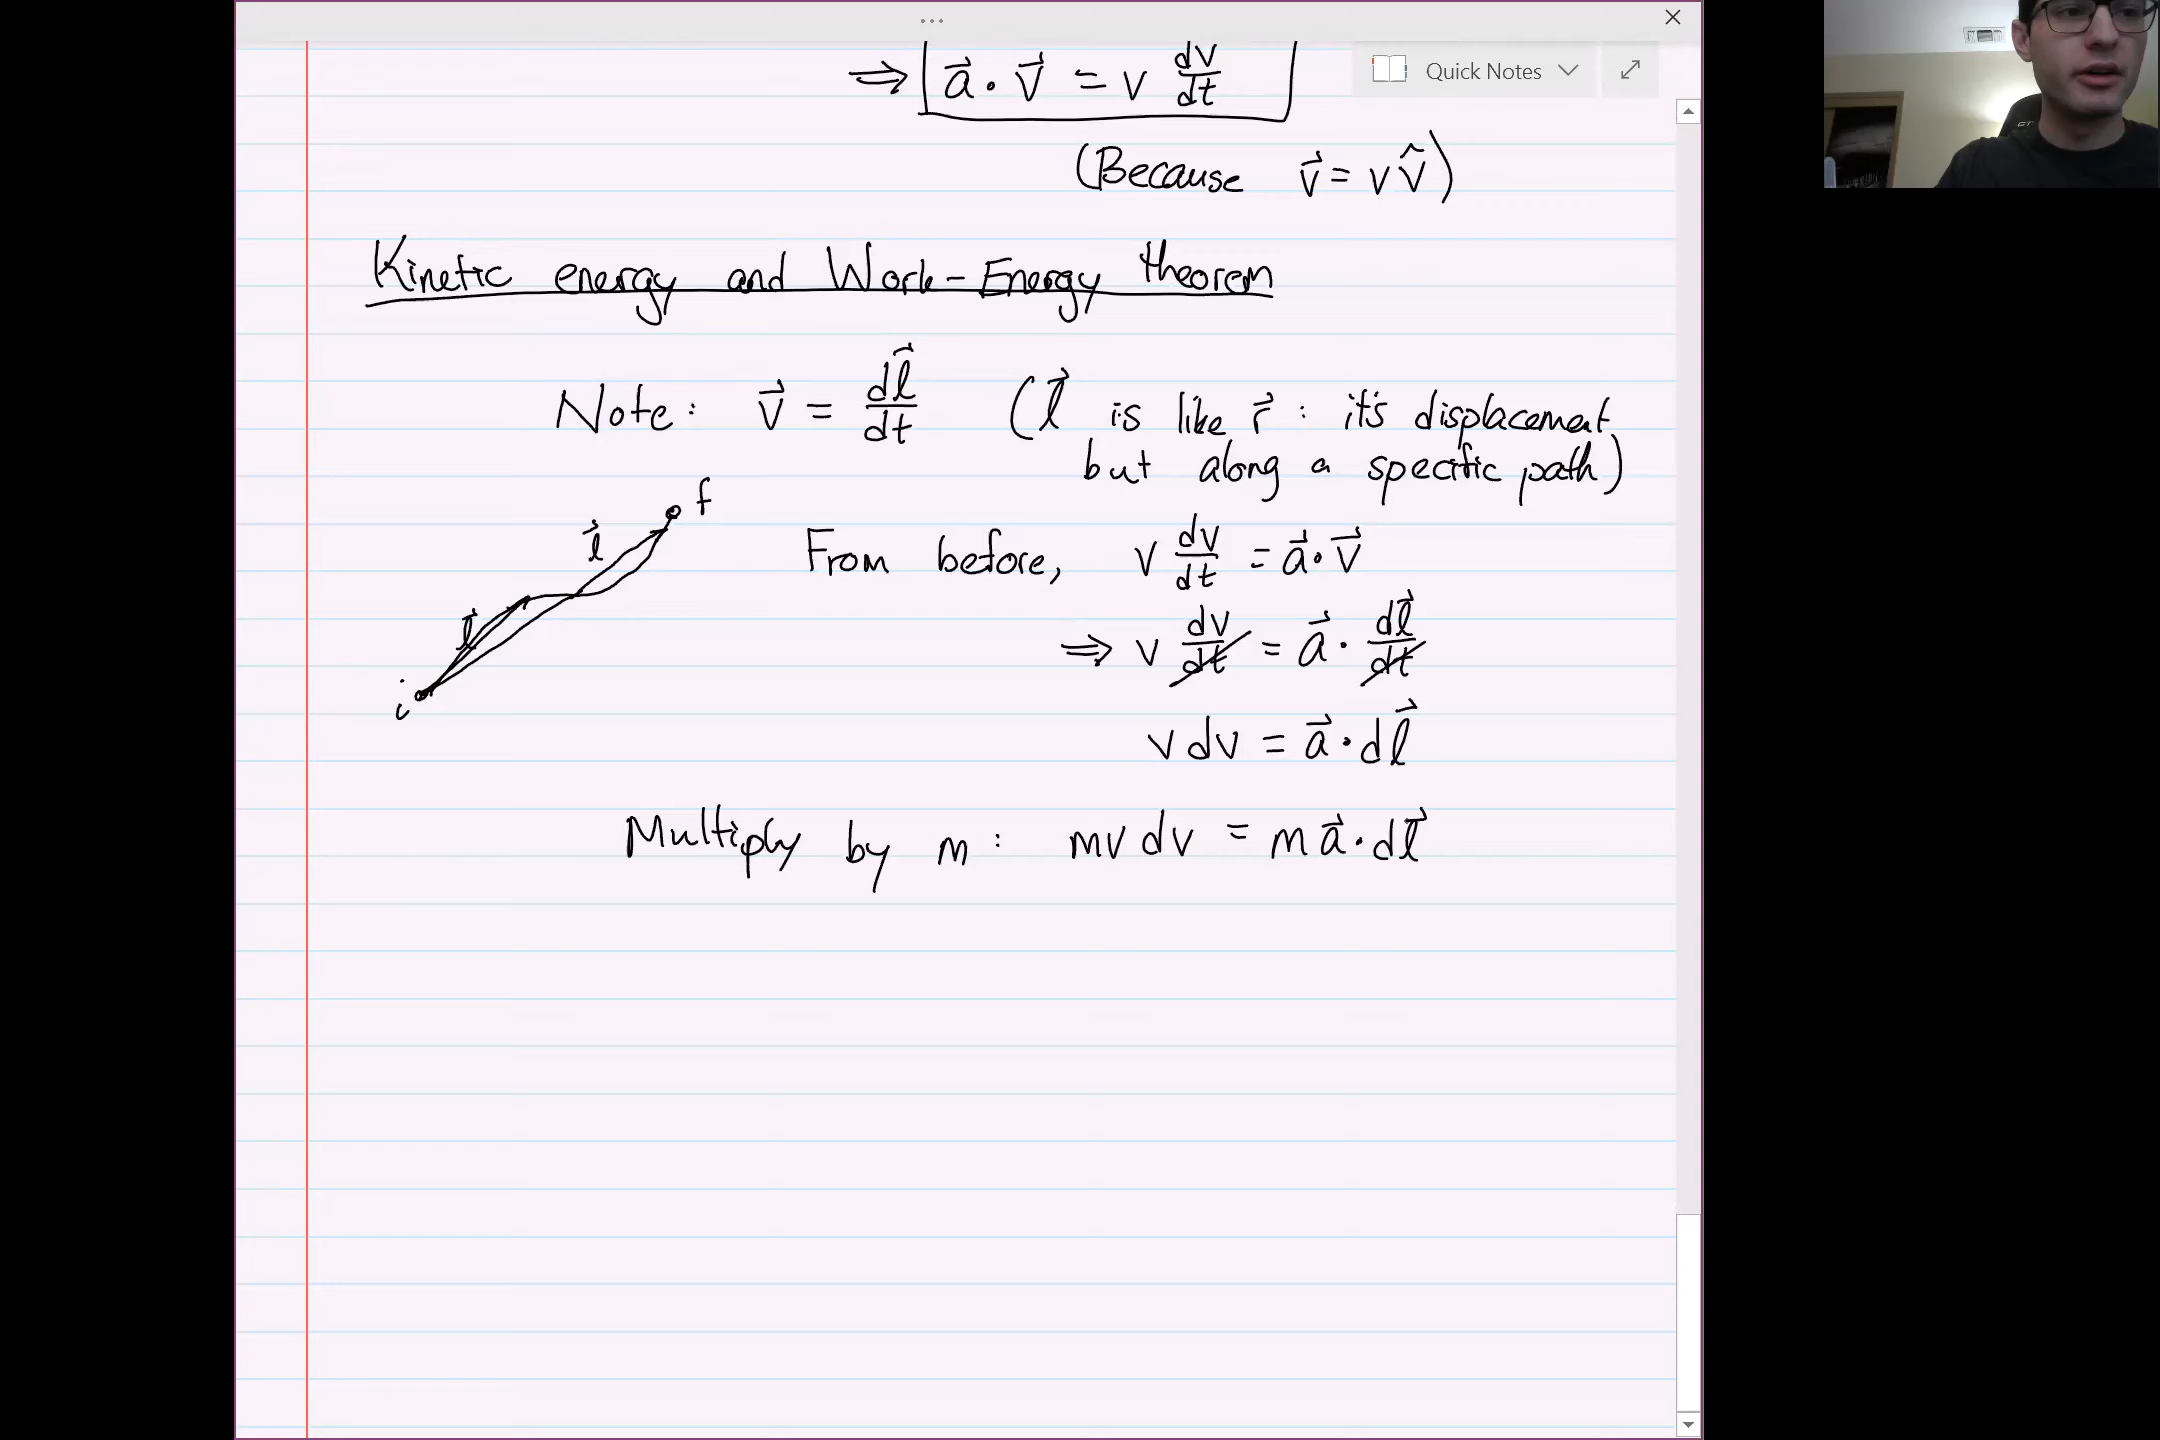 ⇒ a⃗ · v⃗ = v dv/dt
Quick Notes
(Because v⃗ = v v̂)
Kinetic energy and Work-Energy theorem
Note: v⃗ = dl⃗/dt (l⃗ is like r⃗ : it's displacement
but along a specific path)
f
l⃗
From before, v dv/dt = a⃗ · v⃗
l⃗
⇒ v dv/dt = a⃗ · dl⃗/dt
i
v dv = a⃗ · dl⃗
Multiply by m : mv dv = m a⃗ · dl⃗